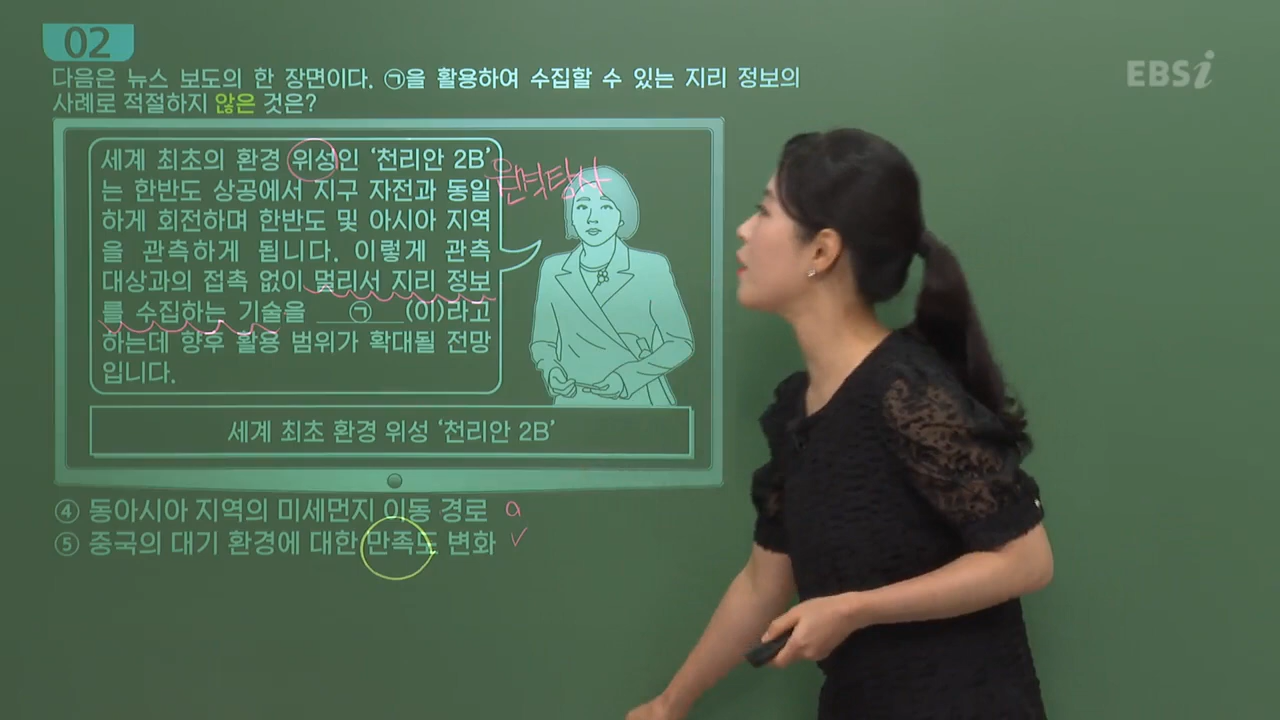 02
EBSi
다음은 뉴스 보도의 한 장면이다. ㉠을 활용하여 수집할 수 있는 지리 정보의
사례로 적절하지 않은 것은?
세계 최초의 환경 위성인 ‘천리안 2B’
는 한반도 상공에서 지구 자전과 동일
하게 회전하며 한반도 및 아시아 지역
을 관측하게 됩니다. 이렇게 관측
대상과의 접촉 없이 멀리서 지리 정보
를 수집하는 기술을 ___㉠___(이)라고
하는데 향후 활용 범위가 확대될 전망
입니다.
원격탐사
세계 최초 환경 위성 ‘천리안 2B’
④ 동아시아 지역의 미세먼지 이동 경로
⑤ 중국의 대기 환경에 대한 만족도 변화